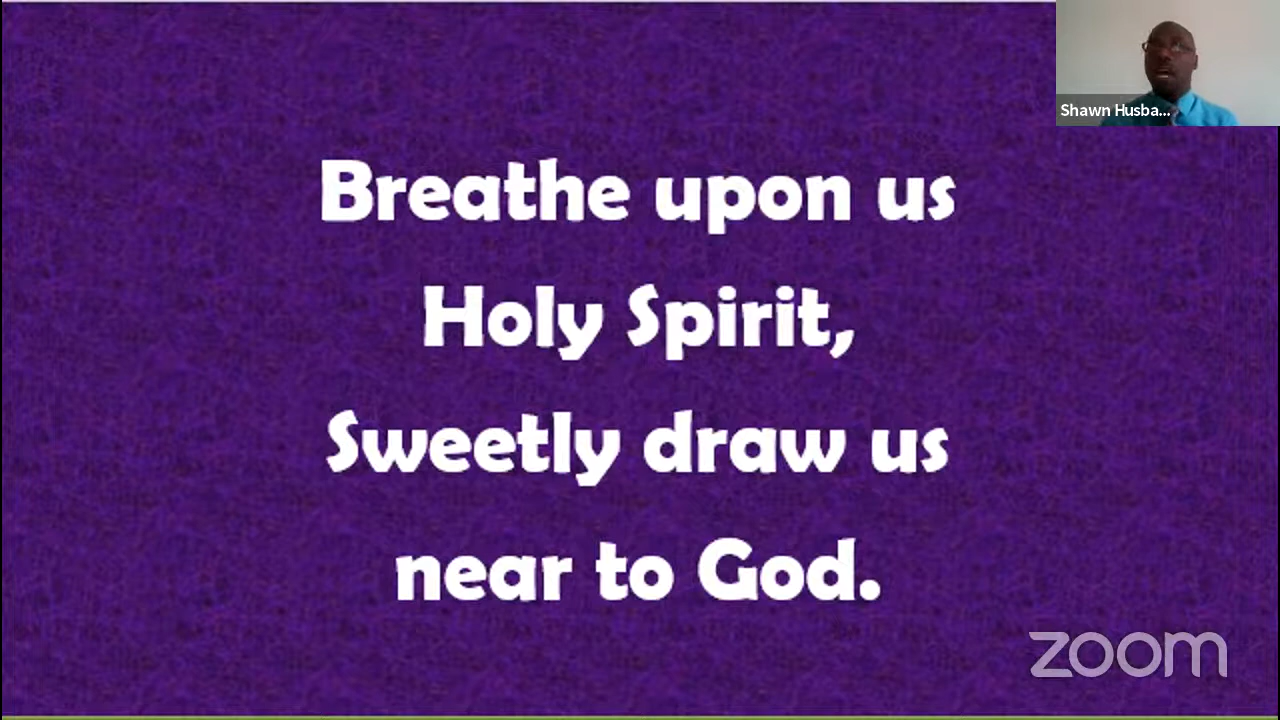 Shawn Husba...
Breathe upon us
Holy Spirit,
Sweetly draw us
near to God.
zoom